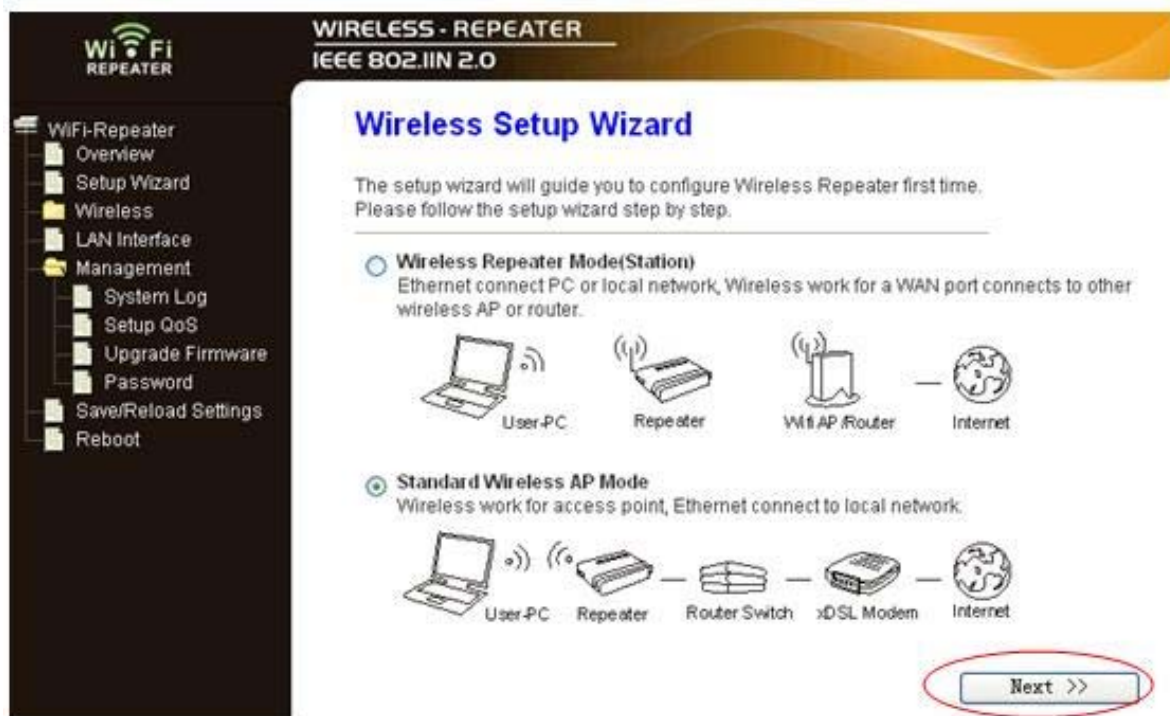 Wi Fi
REPEATER
WIRELESS - REPEATER
IEEE 802.11N 2.0
WiFi-Repeater
Overview
Setup Wizard
Wireless
LAN Interface
Management
System Log
Setup QoS
Upgrade Firmware
Password
Save/Reload Settings
Reboot
Wireless Setup Wizard
The setup wizard will guide you to configure Wireless Repeater first time.
Please follow the setup wizard step by step.
Wireless Repeater Mode(Station)
Ethernet connect PC or local network, Wireless work for a WAN port connects to other
wireless AP or router.
User-PC Repeater Wifi AP /Router Internet
Standard Wireless AP Mode
Wireless work for access point, Ethernet connect to local network.
User-PC Repeater Router Switch xDSL Modem Internet
Next >>